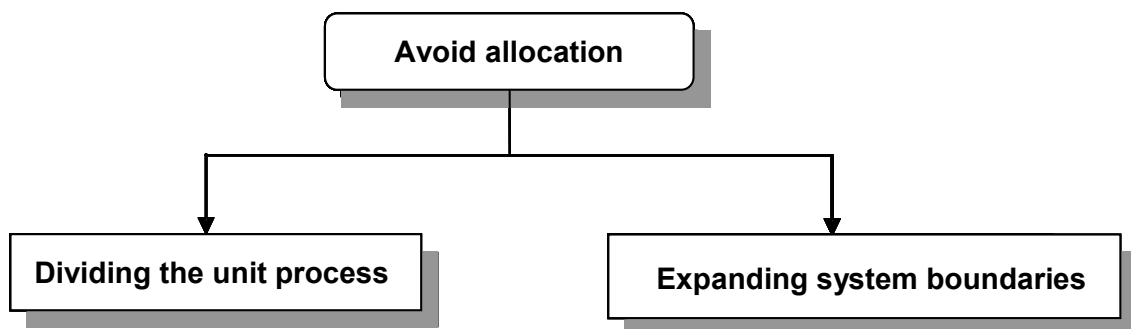 Avoid allocation
Dividing the unit process
Expanding system boundaries